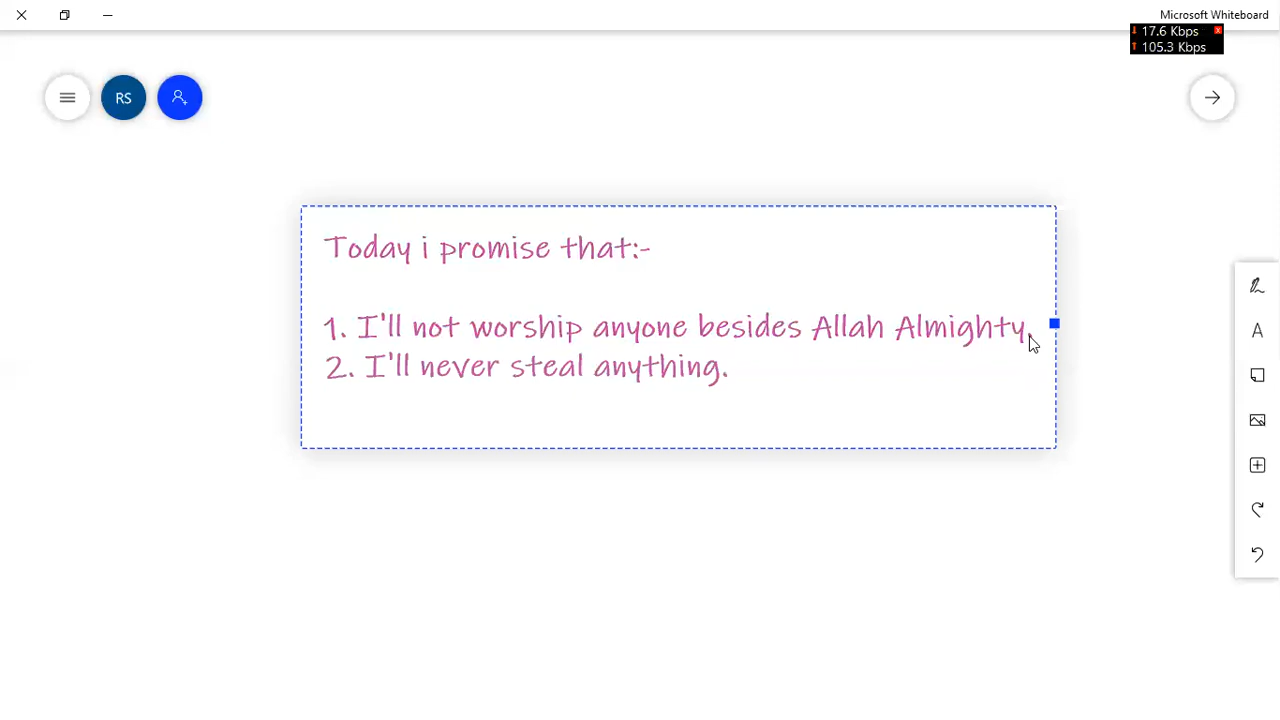 Microsoft Whiteboard
17.6 Kbps
105.3 Kbps
RS
Today i promise that:-
1. I'll not worship anyone besides Allah Almighty.
2. I'll never steal anything.